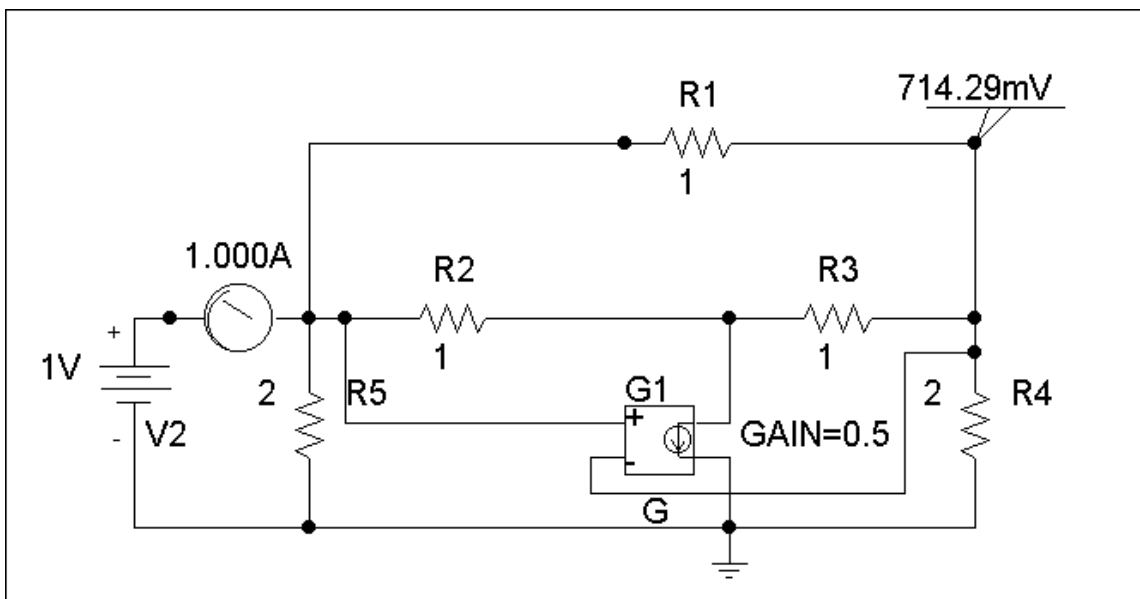 714.29mV
R1
1
1.000A
R2
R3
+
1
1
1V
2
R5
G1
2
R4
+
V2
GAIN=0.5
-
-
G